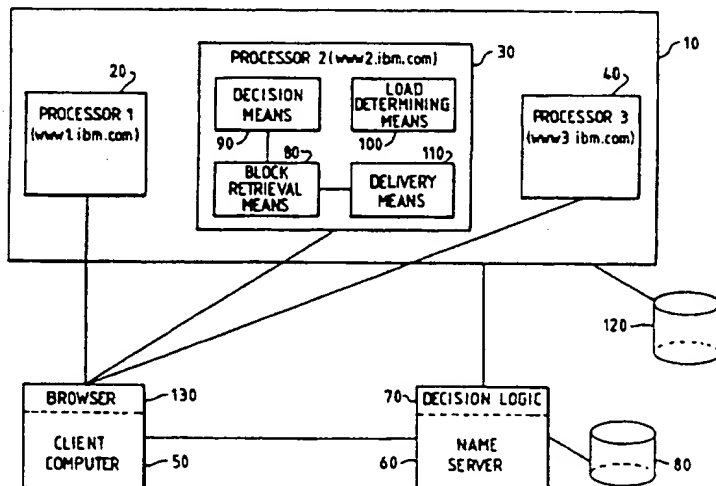 10
20
PROCESSOR 1
(www1.ibm.com)
PROCESSOR 2 (www2.ibm.com)
30
DECISION
MEANS
LOAD
DETERMINING
MEANS
90
80
100
110
BLOCK
RETRIEVAL
MEANS
DELIVERY
MEANS
40
PROCESSOR 3
(www3.ibm.com)
120
BROWSER
130
CLIENT
COMPUTER
50
70
DECISION LOGIC
60
NAME
SERVER
80